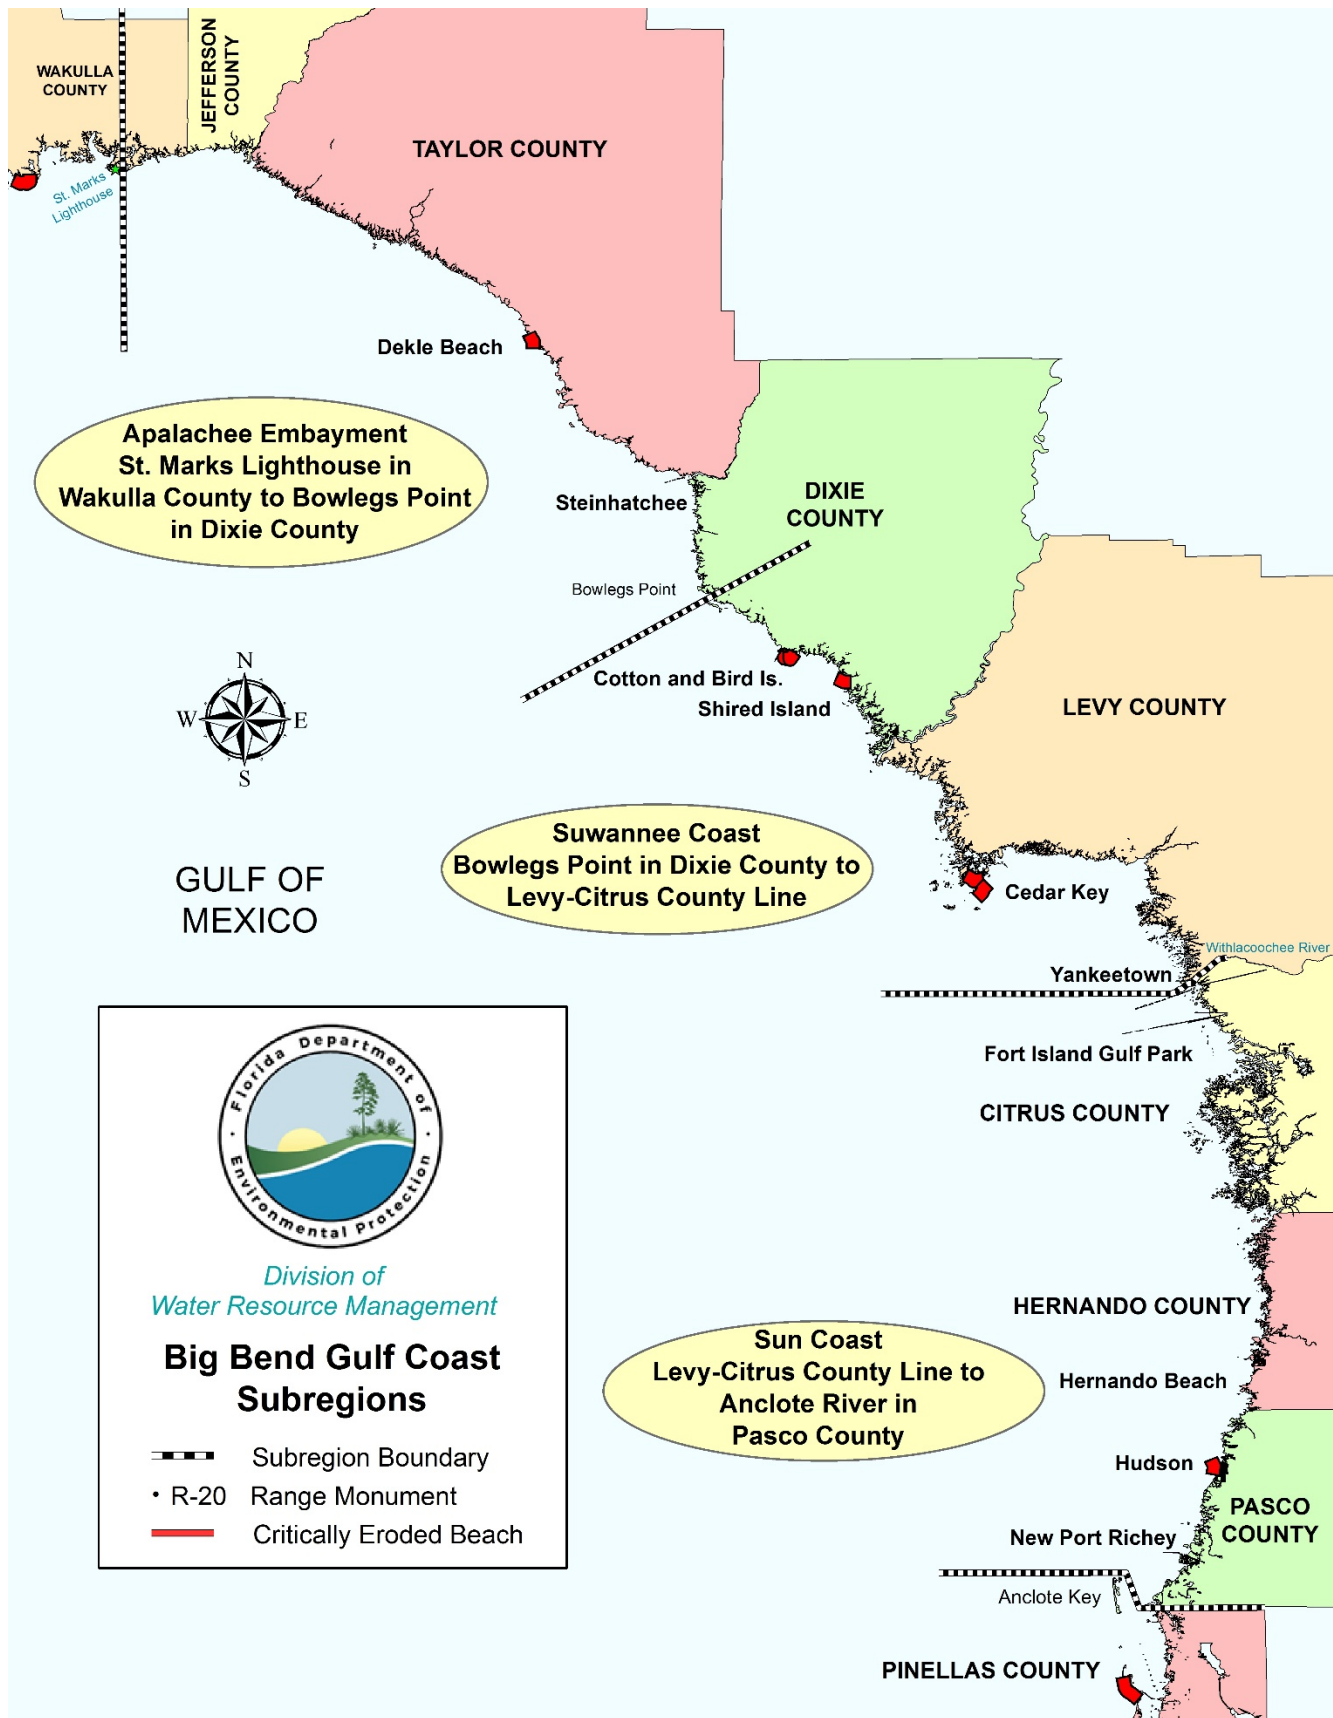 WAKULLA
COUNTY
JEFFERSON
COUNTY
TAYLOR COUNTY
St. Marks
Lighthouse
Dekle Beach
Apalachee Embayment
St. Marks Lighthouse in
Wakulla County to Bowlegs Point
in Dixie County
Steinhatchee
DIXIE
COUNTY
Bowlegs Point
Cotton and Bird Is.
Shired Island
LEVY COUNTY
N
W
E
S
Suwannee Coast
Bowlegs Point in Dixie County to
Levy-Citrus County Line
GULF OF
MEXICO
Cedar Key
Withlacoochee River
Yankeetown
Fort Island Gulf Park
CITRUS COUNTY
Florida Department of
Environmental Protection
Division of
Water Resource Management
Big Bend Gulf Coast
Subregions
Subregion Boundary
• R-20 Range Monument
Critically Eroded Beach
HERNANDO COUNTY
Sun Coast
Levy-Citrus County Line to
Anclote River in
Pasco County
Hernando Beach
Hudson
PASCO
COUNTY
New Port Richey
Anclote Key
PINELLAS COUNTY